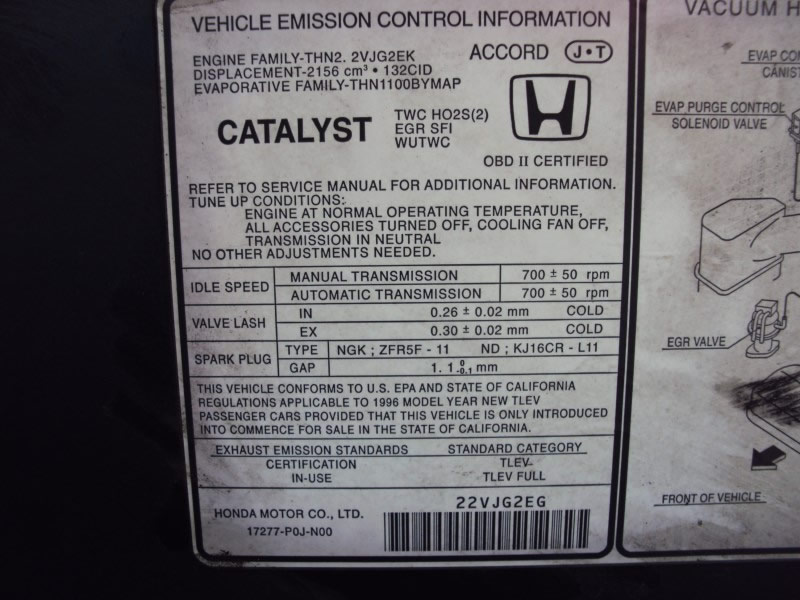 VEHICLE EMISSION CONTROL INFORMATION
ENGINE FAMILY-THN2. 2VJG2EK
DISPLACEMENT-2156 cm³ • 132CID
EVAPORATIVE FAMILY-THN1100BYMAP
ACCORD J•T
CATALYST
TWC HO2S(2)
EGR SFI
WUTWC
OBD II CERTIFIED
REFER TO SERVICE MANUAL FOR ADDITIONAL INFORMATION.
TUNE UP CONDITIONS:
ENGINE AT NORMAL OPERATING TEMPERATURE,
ALL ACCESSORIES TURNED OFF, COOLING FAN OFF,
TRANSMISSION IN NEUTRAL
NO OTHER ADJUSTMENTS NEEDED.
IDLE SPEED
MANUAL TRANSMISSION 700 ± 50 rpm
AUTOMATIC TRANSMISSION 700 ± 50 rpm
VALVE LASH
IN 0.26 ± 0.02 mm COLD
EX 0.30 ± 0.02 mm COLD
SPARK PLUG
TYPE NGK ; ZFR5F - 11 ND ; KJ16CR - L11
GAP 1. 1 0 -0.1 mm
THIS VEHICLE CONFORMS TO U.S. EPA AND STATE OF CALIFORNIA
REGULATIONS APPLICABLE TO 1996 MODEL YEAR NEW TLEV
PASSENGER CARS PROVIDED THAT THIS VEHICLE IS ONLY INTRODUCED
INTO COMMERCE FOR SALE IN THE STATE OF CALIFORNIA.
EXHAUST EMISSION STANDARDS STANDARD CATEGORY
CERTIFICATION TLEV
IN-USE TLEV FULL
HONDA MOTOR CO., LTD.
17277-P0J-N00
22VJG2EG
VACUUM H
EVAP CO
CANIST
EVAP PURGE CONTROL
SOLENOID VALVE
EGR VALVE
FRONT OF VEHICLE